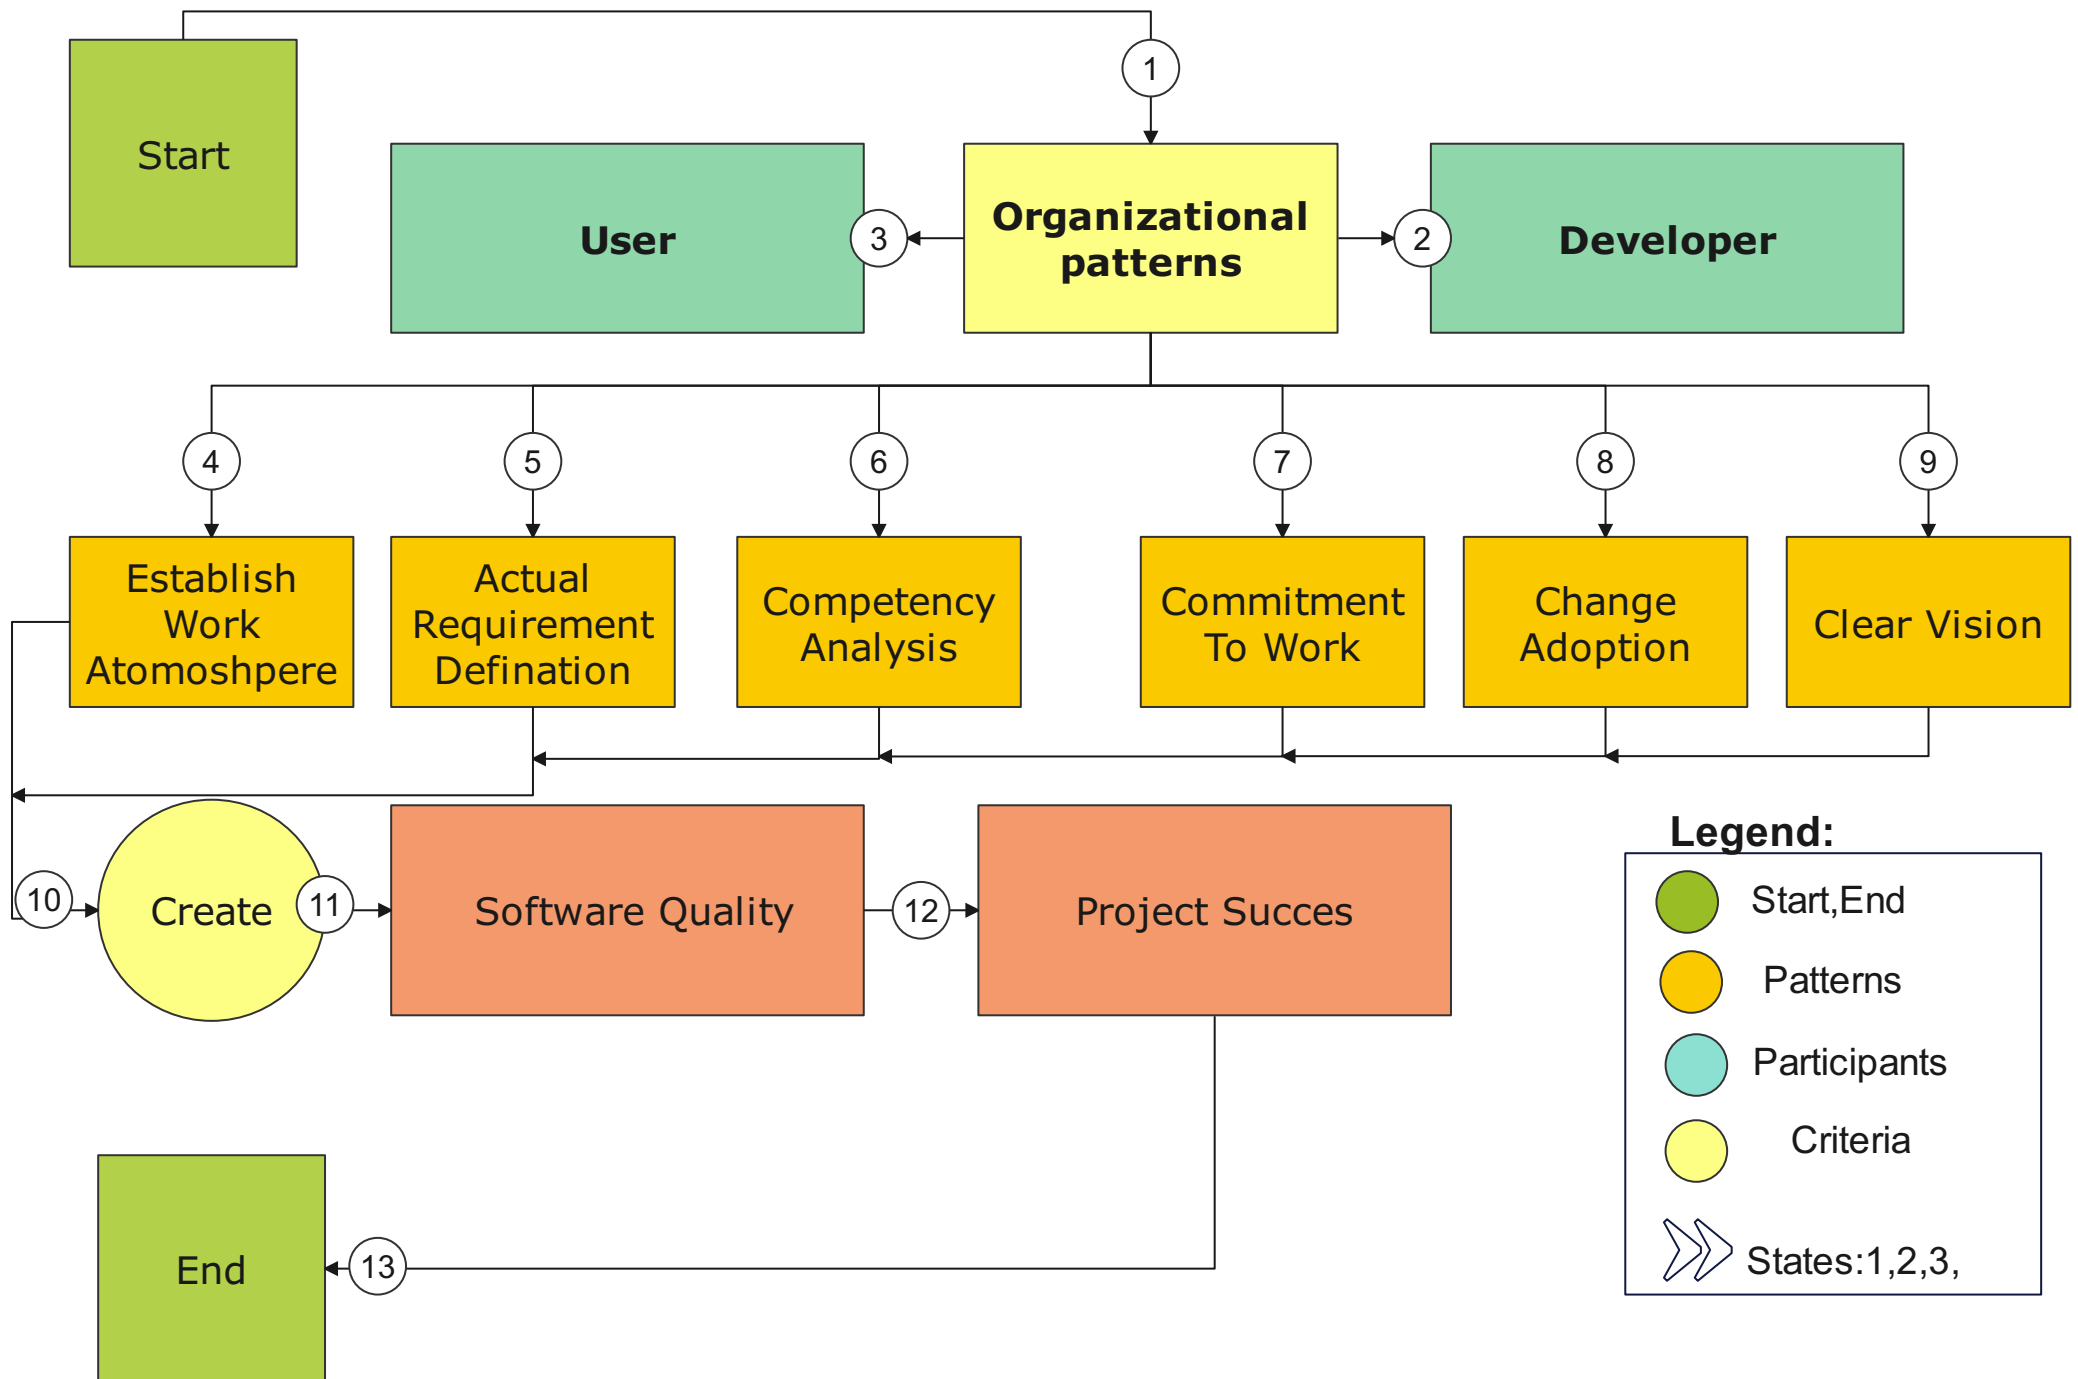 1
Start
User
3
Organizational
patterns
2
Developer
4
5
6
7
8
9
Establish
Work
Atomoshpere
Actual
Requirement
Defination
Competency
Analysis
Commitment
To Work
Change
Adoption
Clear Vision
10
Create
11
Software Quality
12
Project Succes
Legend:
Start,End
Patterns
Participants
Criteria
States:1,2,3,
End
13